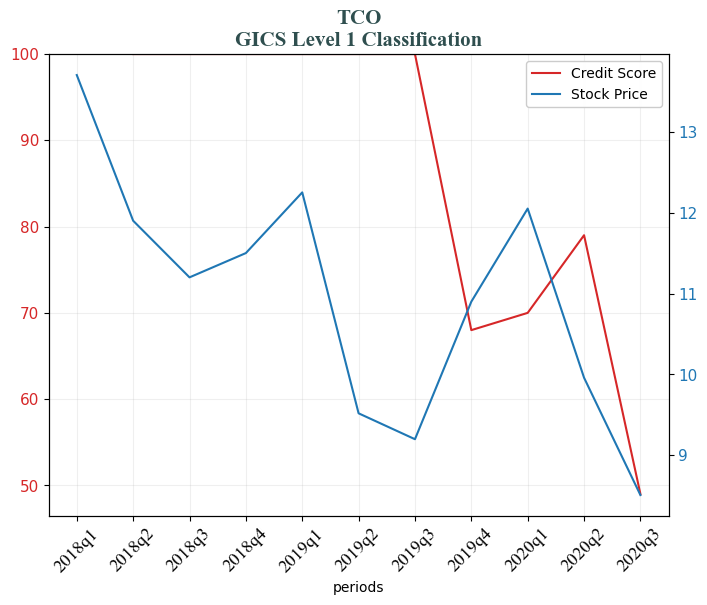 TCO
GICS Level 1 Classification
Credit Score
Stock Price
100
90
80
70
60
50
13
12
11
10
9
2018q1
2018q2
2018q3
2018q4
2019q1
2019q2
2019q3
2019q4
2020q1
2020q2
2020q3
periods